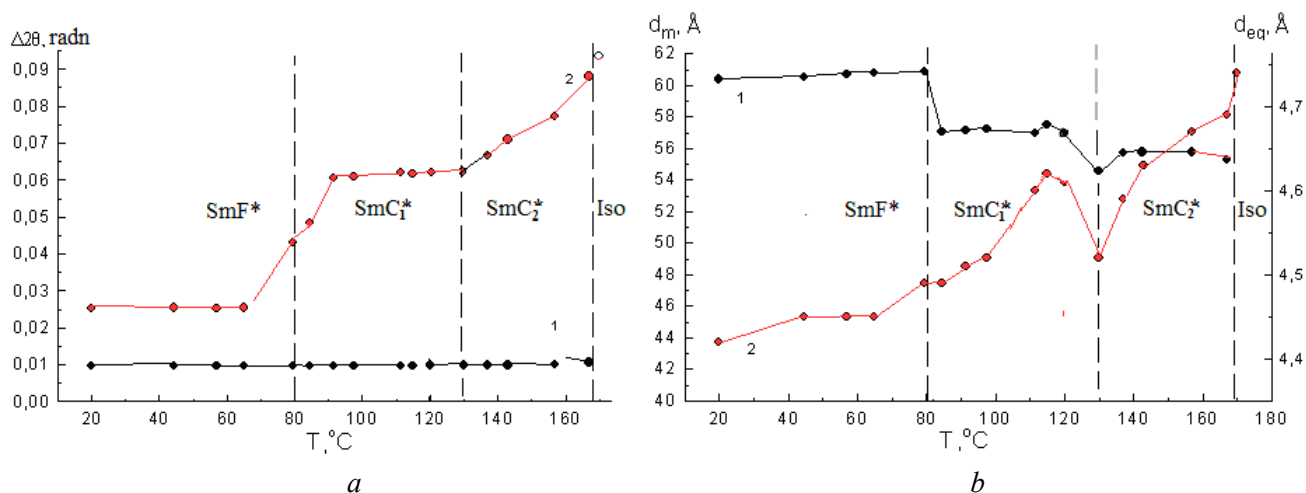 Δ2θ, radn
0,09
0,08
0,07
0,06
0,05
0,04
0,03
0,02
0,01
0,00
2
SmF*
SmC₁*
SmC₂*
Iso
1
20 40 60 80 100 120 140 160
T,°C
a
dm, Å
deq, Å
62
60
58
56
54
52
50
48
46
44
42
40
1
SmF*
SmC₁*
SmC₂*
Iso
2
4,7
4,6
4,5
4,4
20 40 60 80 100 120 140 160 180
T,°C
b